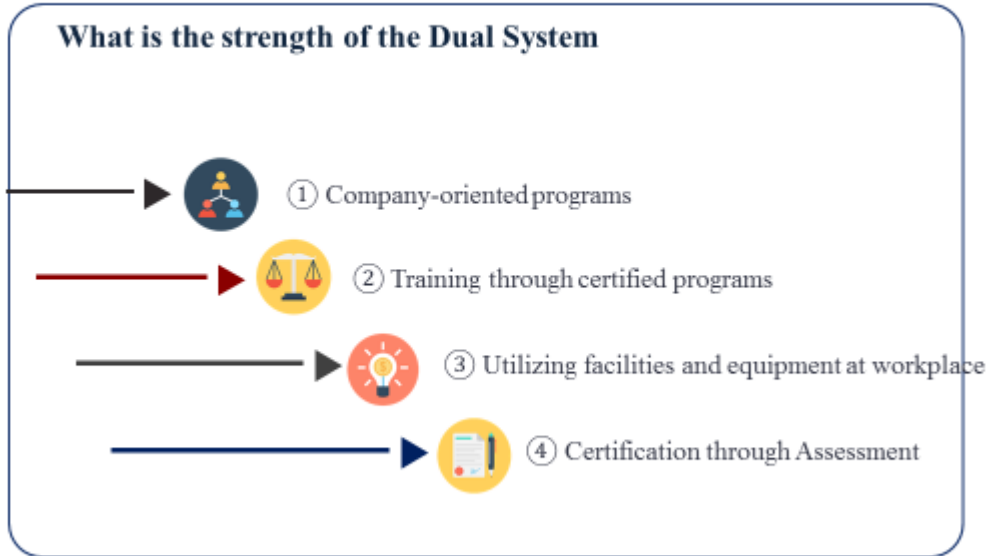 What is the strength of the Dual System
① Company-oriented programs
② Training through certified programs
③ Utilizing facilities and equipment at workplace
④ Certification through Assessment